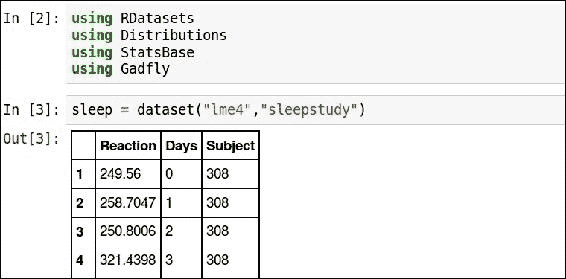 In [2]: using RDatasets
using Distributions
using StatsBase
using Gadfly
In [3]: sleep = dataset("lme4","sleepstudy")
Out[3]:
Reaction Days Subject
1 249.56 0 308
2 258.7047 1 308
3 250.8006 2 308
4 321.4398 3 308